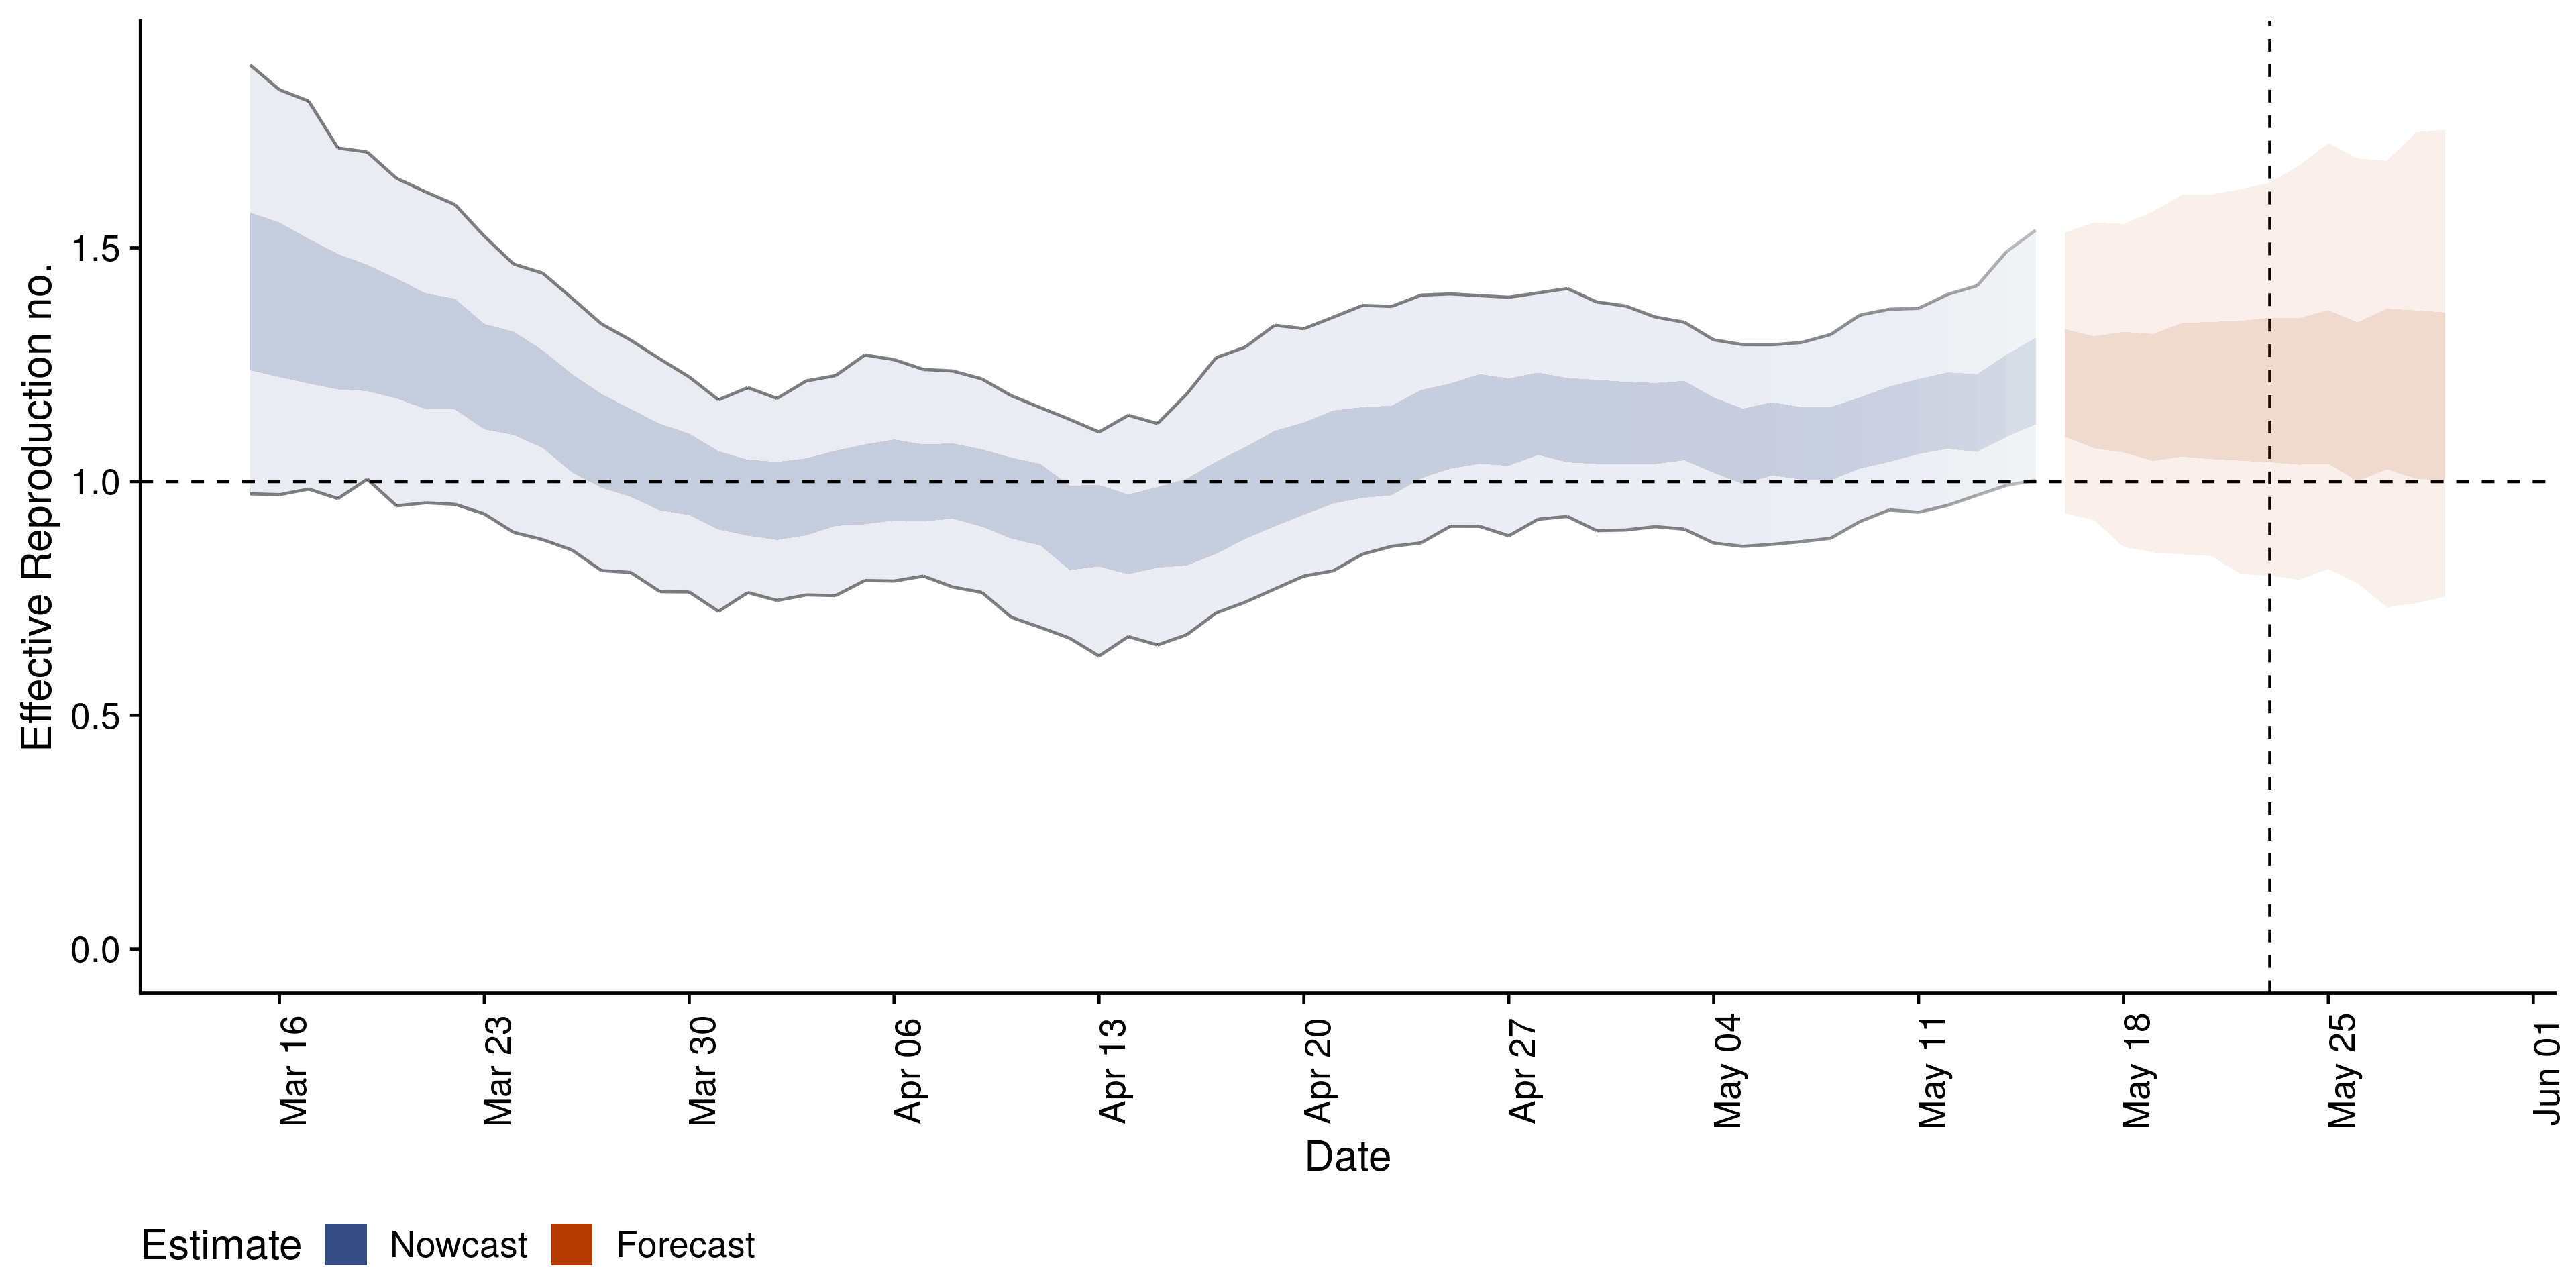 Effective Reproduction no.
1.5
1.0
0.5
0.0
Mar 16
Mar 23
Mar 30
Apr 06
Apr 13
Apr 20
Apr 27
May 04
May 11
May 18
May 25
Jun 01
Date
Estimate Nowcast Forecast